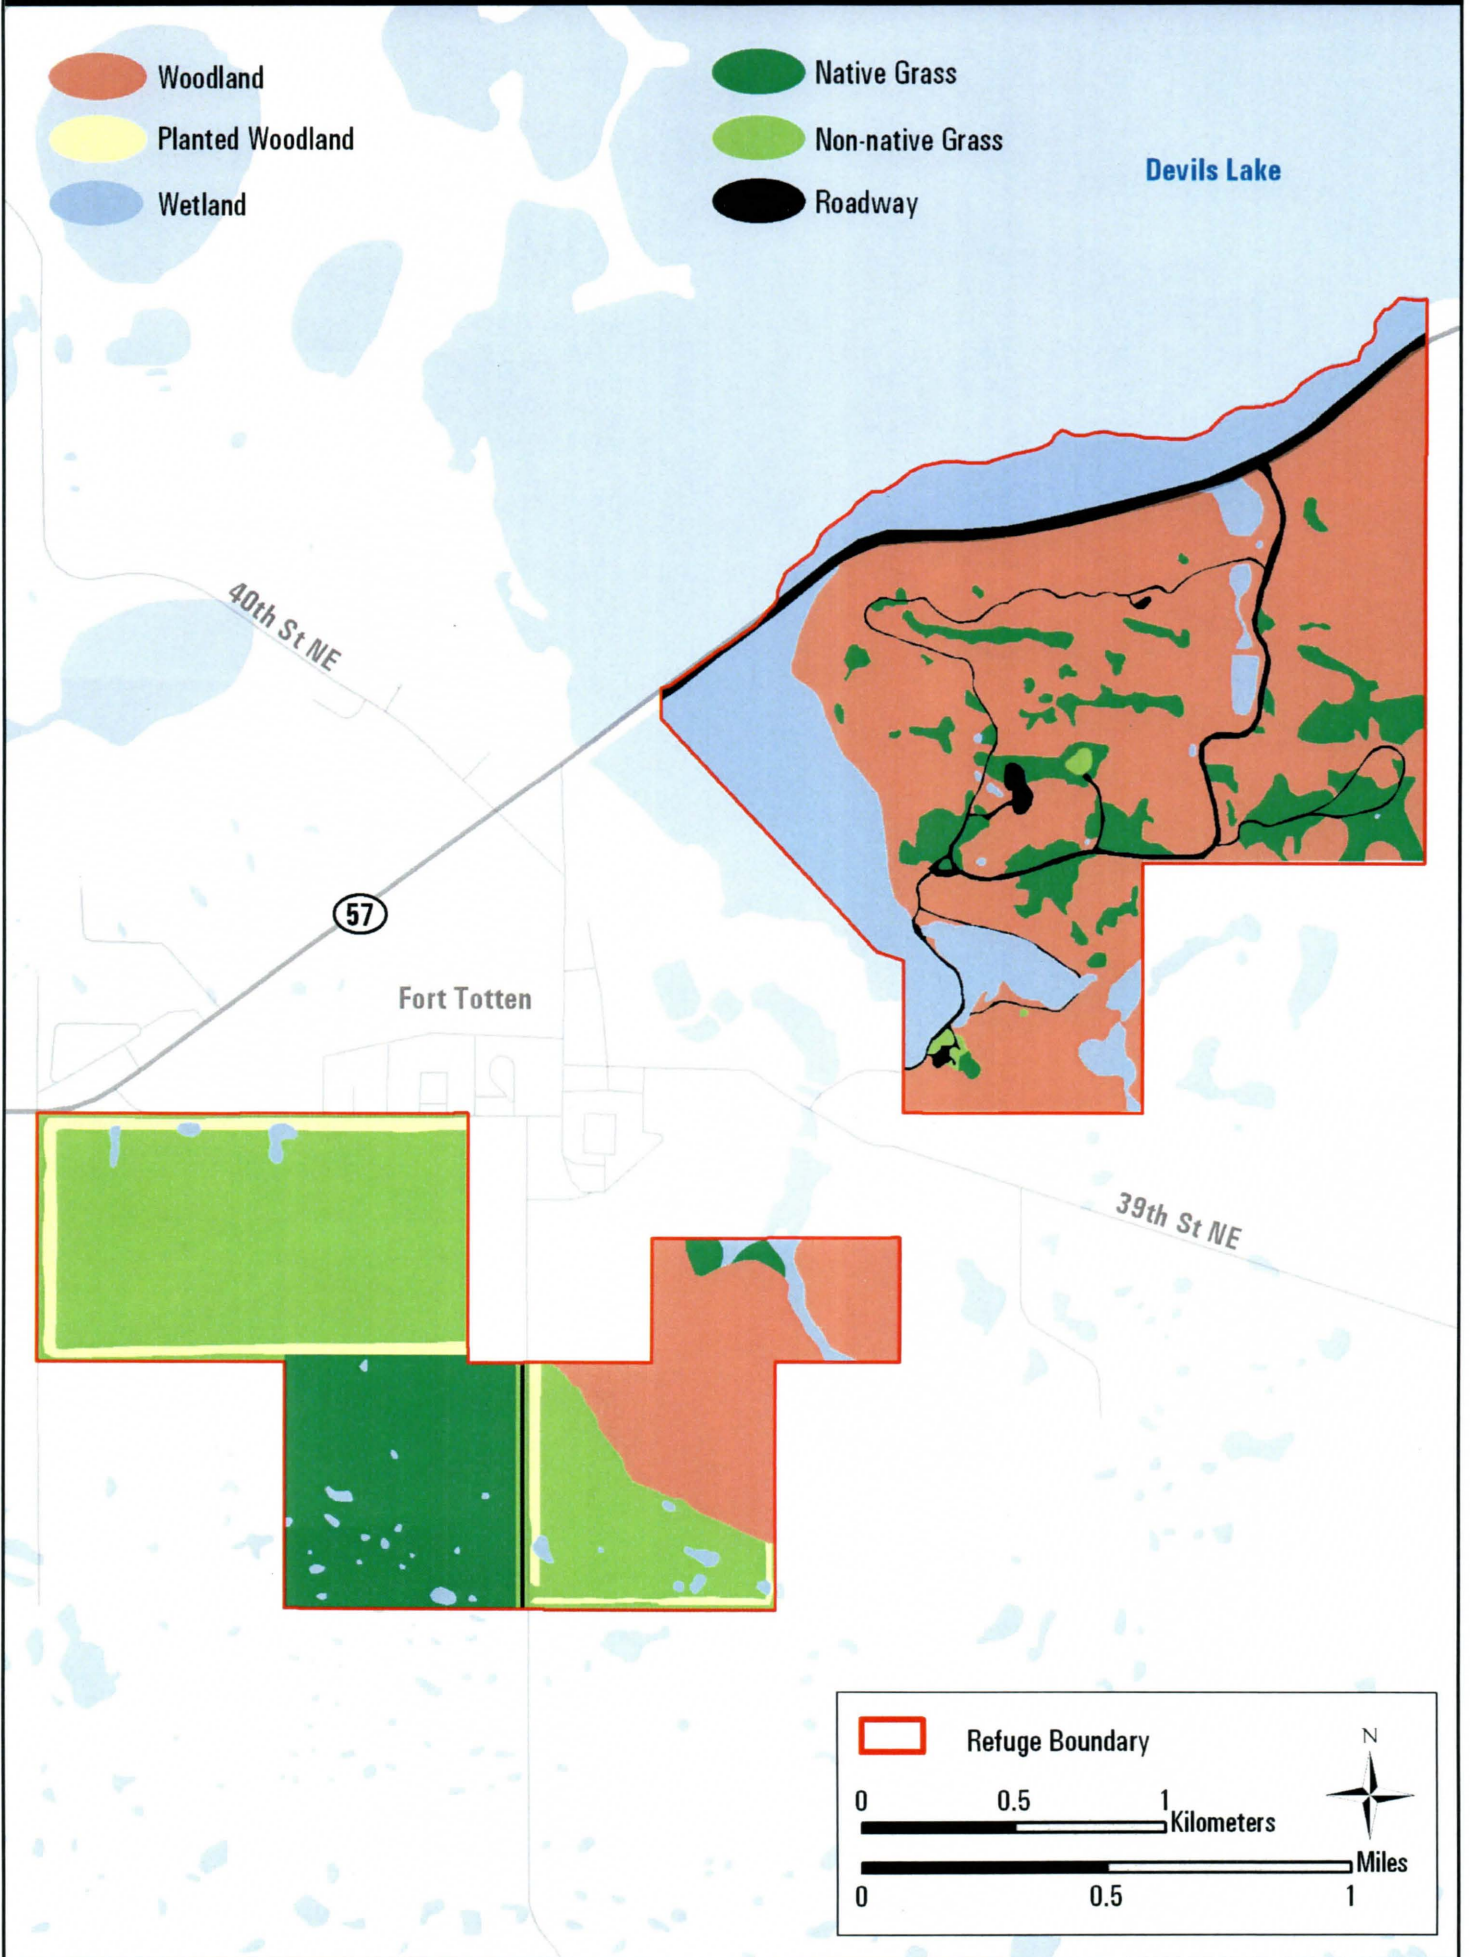 Woodland
Planted Woodland
Wetland
Native Grass
Non-native Grass
Roadway
Devils Lake
40th St NE
57
Fort Totten
39th St NE
Refuge Boundary
N
0 0.5 1
Kilometers
Miles
0 0.5 1